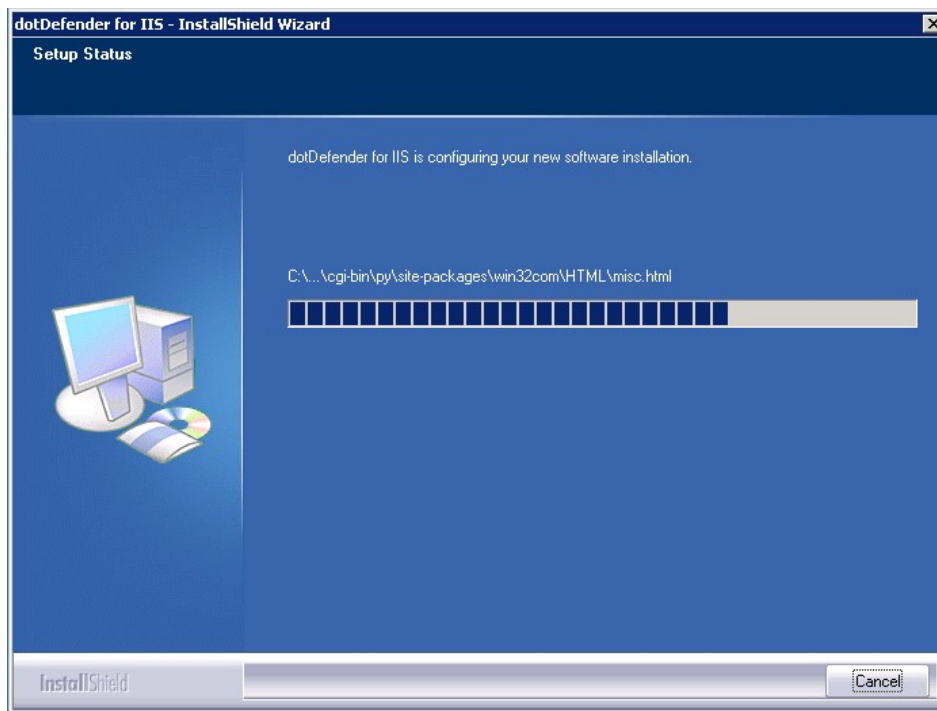 dotDefender for IIS - InstallShield Wizard
Setup Status
dotDefender for IIS is configuring your new software installation.
C:\...\cgi-bin\py\site-packages\win32com\HTML\misc.html
InstallShield
Cancel